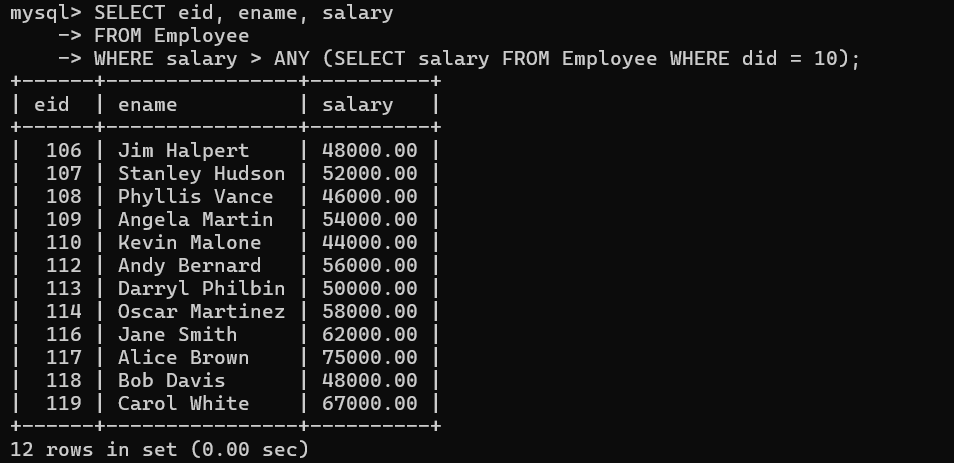 mysql> SELECT eid, ename, salary
    -> FROM Employee
    -> WHERE salary > ANY (SELECT salary FROM Employee WHERE did = 10);
+------+----------------+----------+
| eid  | ename          | salary   |
+------+----------------+----------+
|  106 | Jim Halpert    | 48000.00 |
|  107 | Stanley Hudson | 52000.00 |
|  108 | Phyllis Vance  | 46000.00 |
|  109 | Angela Martin  | 54000.00 |
|  110 | Kevin Malone   | 44000.00 |
|  112 | Andy Bernard   | 56000.00 |
|  113 | Darryl Philbin | 50000.00 |
|  114 | Oscar Martinez | 58000.00 |
|  116 | Jane Smith     | 62000.00 |
|  117 | Alice Brown    | 75000.00 |
|  118 | Bob Davis      | 48000.00 |
|  119 | Carol White    | 67000.00 |
+------+----------------+----------+
12 rows in set (0.00 sec)